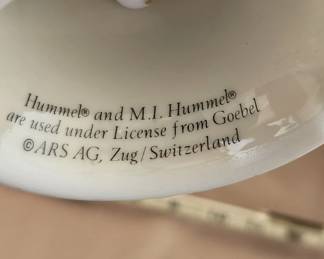 Hummel® and M.I. Hummel®
are used under License from Goebel
©ARS AG, Zug/Switzerland